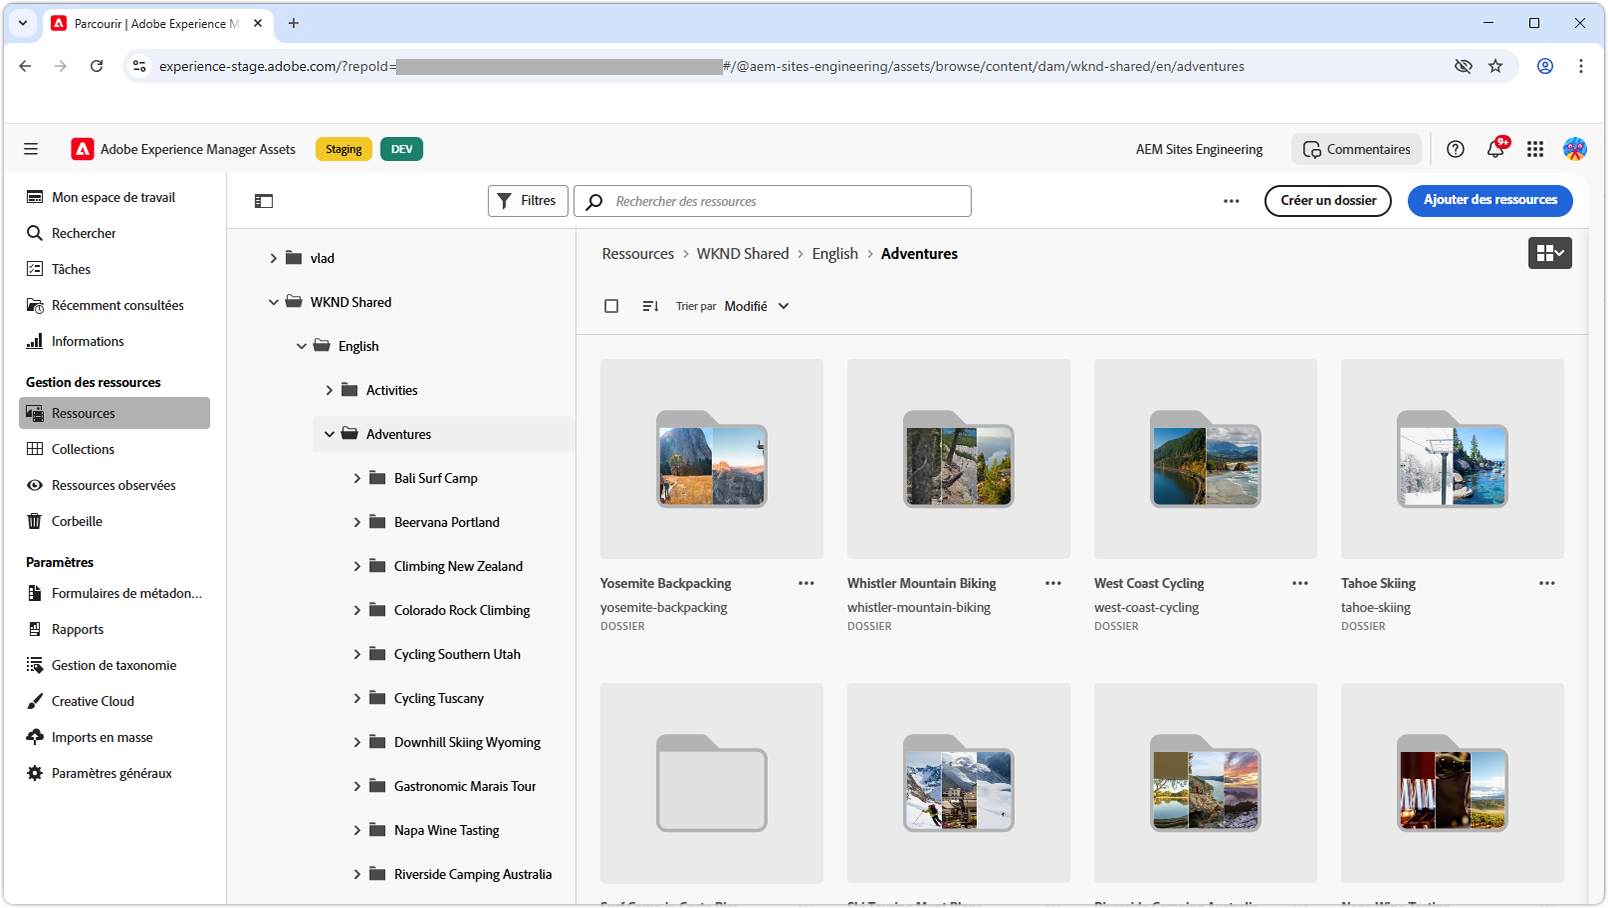 Parcourir | Adobe Experience M
experience-stage.adobe.com/?repoId= #/@aem-sites-engineering/assets/browse/content/dam/wknd-shared/en/adventures
Adobe Experience Manager Assets
Staging
DEV
AEM Sites Engineering
Commentaires
9+
Mon espace de travail
Rechercher
Tâches
Récemment consultées
Informations
Gestion des ressources
Ressources
Collections
Ressources observées
Corbeille
Paramètres
Formulaires de métadon...
Rapports
Gestion de taxonomie
Creative Cloud
Imports en masse
Paramètres généraux
Filtres
Rechercher des ressources
Créer un dossier
Ajouter des ressources
vlad
WKND Shared
English
Activities
Adventures
Bali Surf Camp
Beervana Portland
Climbing New Zealand
Colorado Rock Climbing
Cycling Southern Utah
Cycling Tuscany
Downhill Skiing Wyoming
Gastronomic Marais Tour
Napa Wine Tasting
Riverside Camping Australia
Ressources > WKND Shared > English > Adventures
Trier par Modifié
Yosemite Backpacking
yosemite-backpacking
DOSSIER
Whistler Mountain Biking
whistler-mountain-biking
DOSSIER
West Coast Cycling
west-coast-cycling
DOSSIER
Tahoe Skiing
tahoe-skiing
DOSSIER